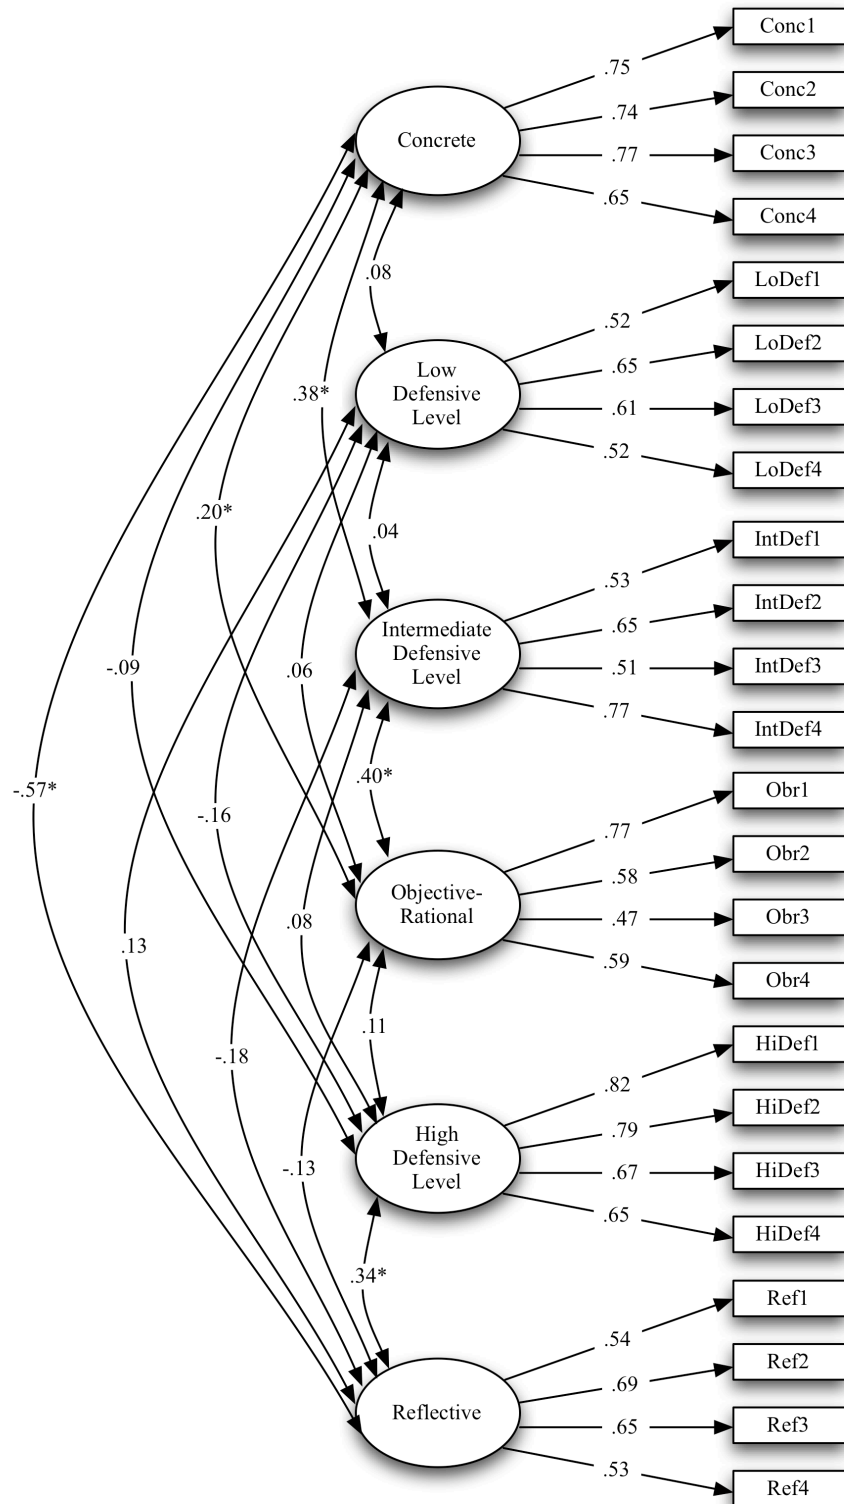 Conc1
.75
Conc2
.74
Concrete
Conc3
.77
.65
Conc4
.08
LoDef1
.52
LoDef2
.65
Low
Defensive
Level
.38*
LoDef3
.61
.52
LoDef4
.20*
.04
IntDef1
.53
IntDef2
.65
Intermediate
Defensive
Level
-.09
.06
IntDef3
.51
.77
IntDef4
-.57*
.40*
Obr1
-.16
.77
Obr2
.58
Objective-
Rational
.08
Obr3
.47
.13
.59
Obr4
.11
-.18
HiDef1
.82
HiDef2
.79
High
Defensive
Level
-.13
HiDef3
.67
.65
HiDef4
.34*
Ref1
.54
Ref2
.69
Reflective
Ref3
.65
.53
Ref4